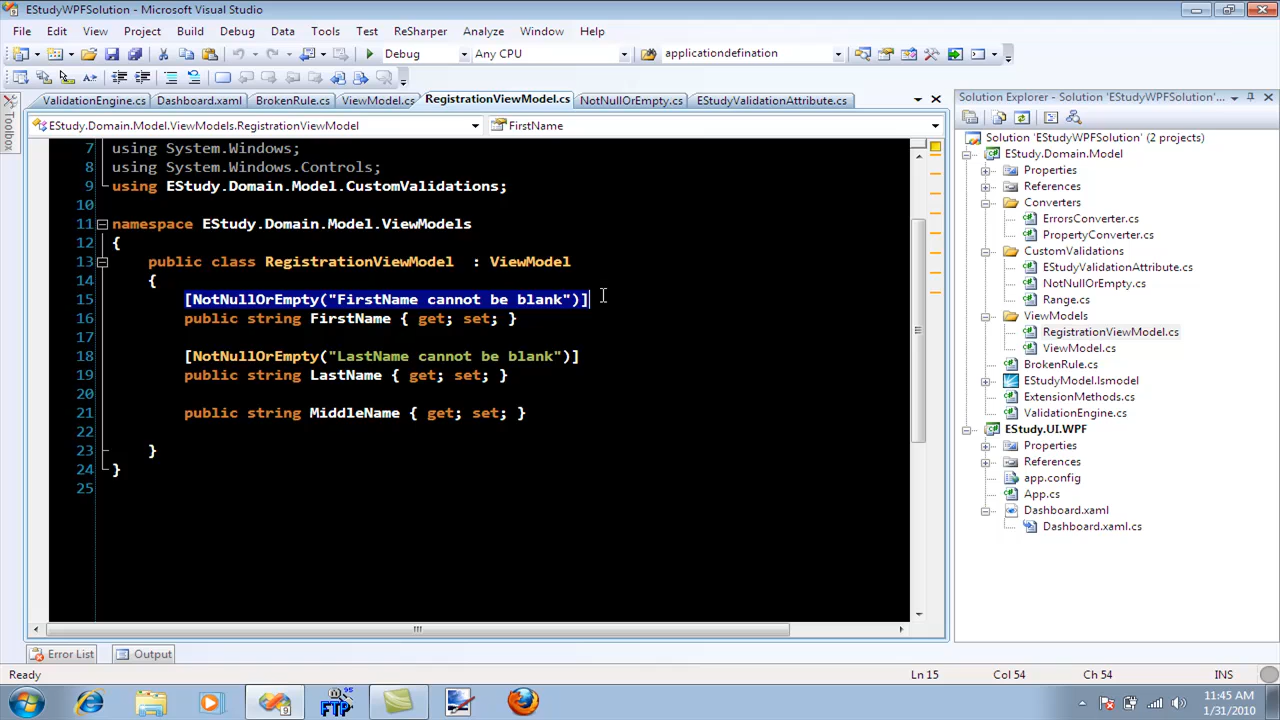 EStudyWPFSolution - Microsoft Visual Studio
File Edit View Project Build Debug Data Tools Test ReSharper Analyze Window Help
Debug Any CPU applicationdefination
ValidationEngine.cs Dashboard.xaml BrokenRule.cs ViewModel.cs RegistrationViewModel.cs NotNullOrEmpty.cs EStudyValidationAttribute.cs
EStudy.Domain.Model.ViewModels.RegistrationViewModel FirstName
Toolbox
7 using System.Windows;
8 using System.Windows.Controls;
9 using EStudy.Domain.Model.CustomValidations;
10
11 namespace EStudy.Domain.Model.ViewModels
12 {
13 public class RegistrationViewModel : ViewModel
14 {
15 [NotNullOrEmpty("FirstName cannot be blank")]
16 public string FirstName { get; set; }
17
18 [NotNullOrEmpty("LastName cannot be blank")]
19 public string LastName { get; set; }
20
21 public string MiddleName { get; set; }
22
23 }
24 }
25
Solution Explorer - Solution 'EStudyWPFSolution'...
Solution 'EStudyWPFSolution' (2 projects)
EStudy.Domain.Model
Properties
References
Converters
ErrorsConverter.cs
PropertyConverter.cs
CustomValidations
EStudyValidationAttribute.cs
NotNullOrEmpty.cs
Range.cs
ViewModels
RegistrationViewModel.cs
ViewModel.cs
BrokenRule.cs
EStudyModel.lsmodel
ExtensionMethods.cs
ValidationEngine.cs
EStudy.UI.WPF
Properties
References
app.config
App.cs
Dashboard.xaml
Dashboard.xaml.cs
Error List Output
Ready Ln 15 Col 54 Ch 54 INS
FTP
11:45 AM
1/31/2010